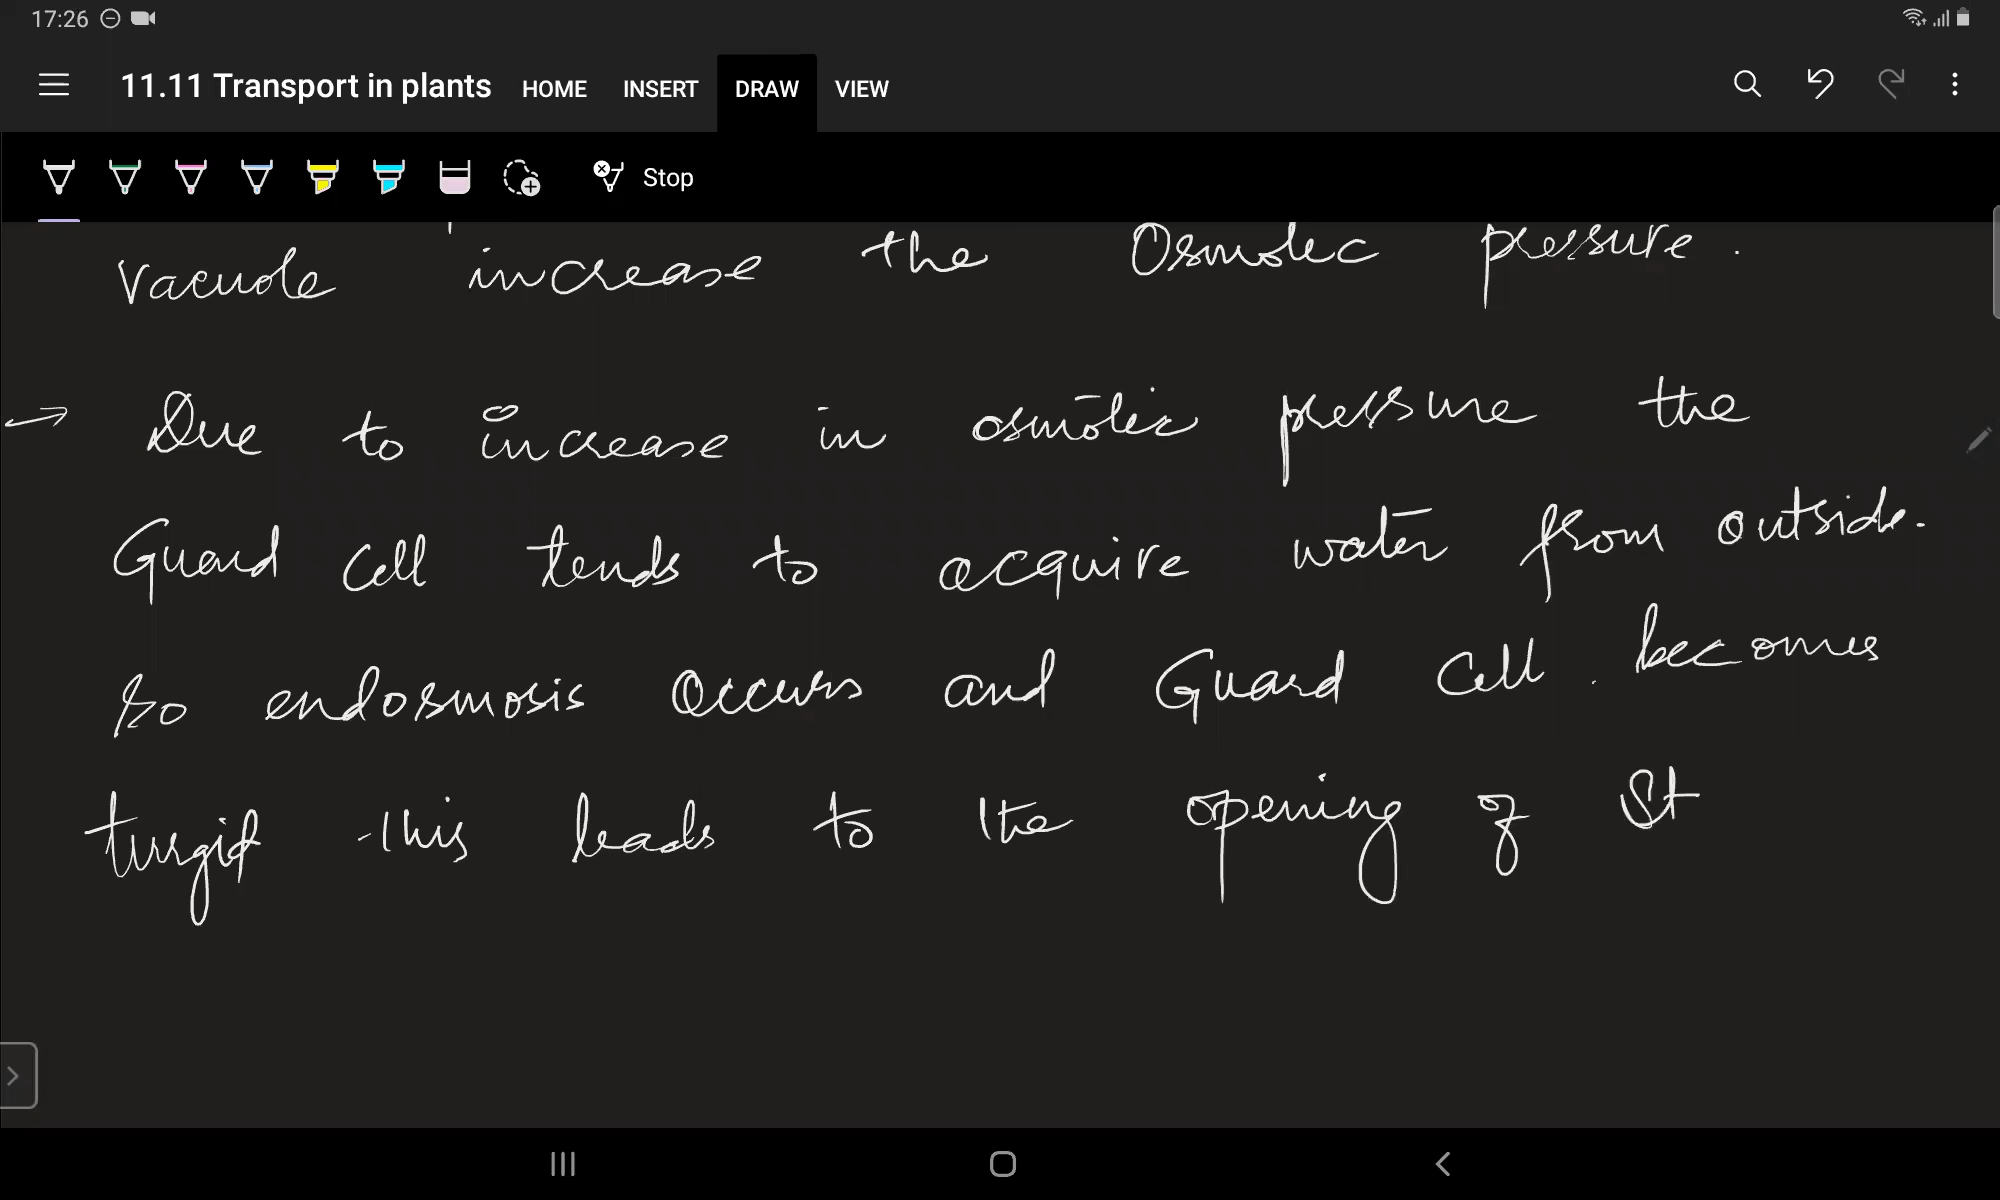 17:26
11.11 Transport in plants HOME INSERT DRAW VIEW
Stop
vacuole increase the Osmotic pressure.
→ Due to increase in osmotic pressure the
Guard cell tends to acquire water from outside.
so endosmosis occurs and Guard Cell. becomes
turgid this leads to the opening of St